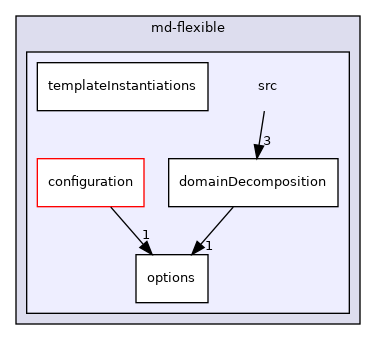 md-flexible
templateInstantiations
src
3
configuration
domainDecomposition
1
1
options